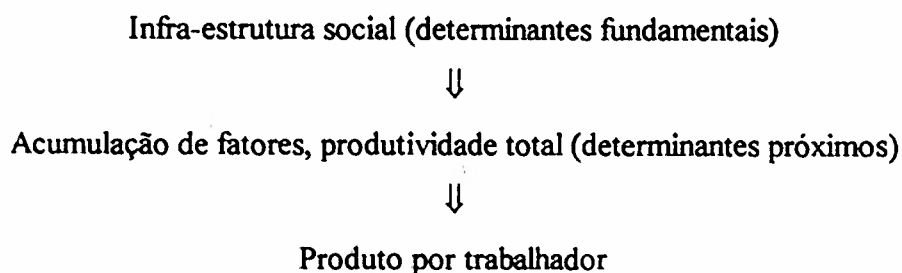 Infra-estrutura social (determinantes fundamentais)
⇓
Acumulação de fatores, produtividade total (determinantes próximos)
⇓
Produto por trabalhador